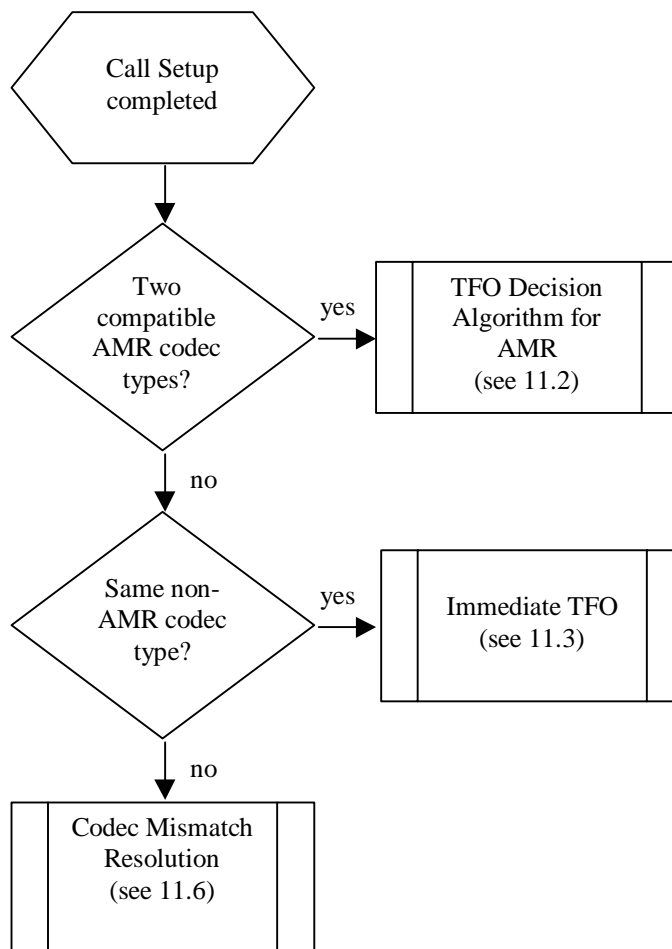 Call Setup
completed
Two
compatible
AMR codec
types?
yes
TFO Decision
Algorithm for
AMR
(see 11.2)
no
Same non-
AMR codec
type?
yes
Immediate TFO
(see 11.3)
no
Codec Mismatch
Resolution
(see 11.6)